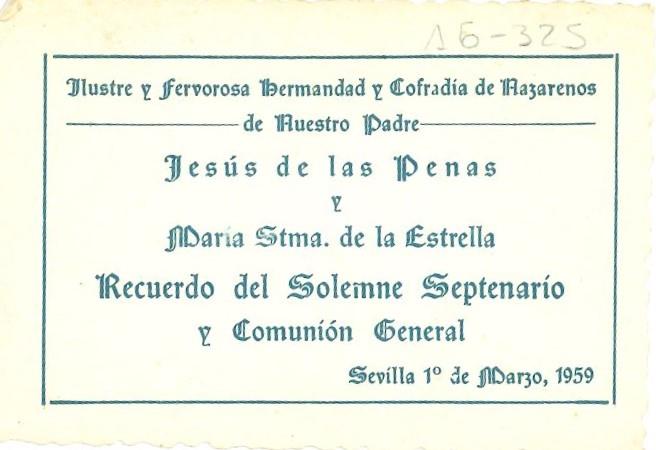 16-325
Ilustre y Fervorosa Hermandad y Cofradía de Nazarenos
de Nuestro Padre
Jesús de las Penas
y
María Stma. de la Estrella
Recuerdo del Solemne Septenario
y Comunión General
Sevilla 1º de Marzo, 1959